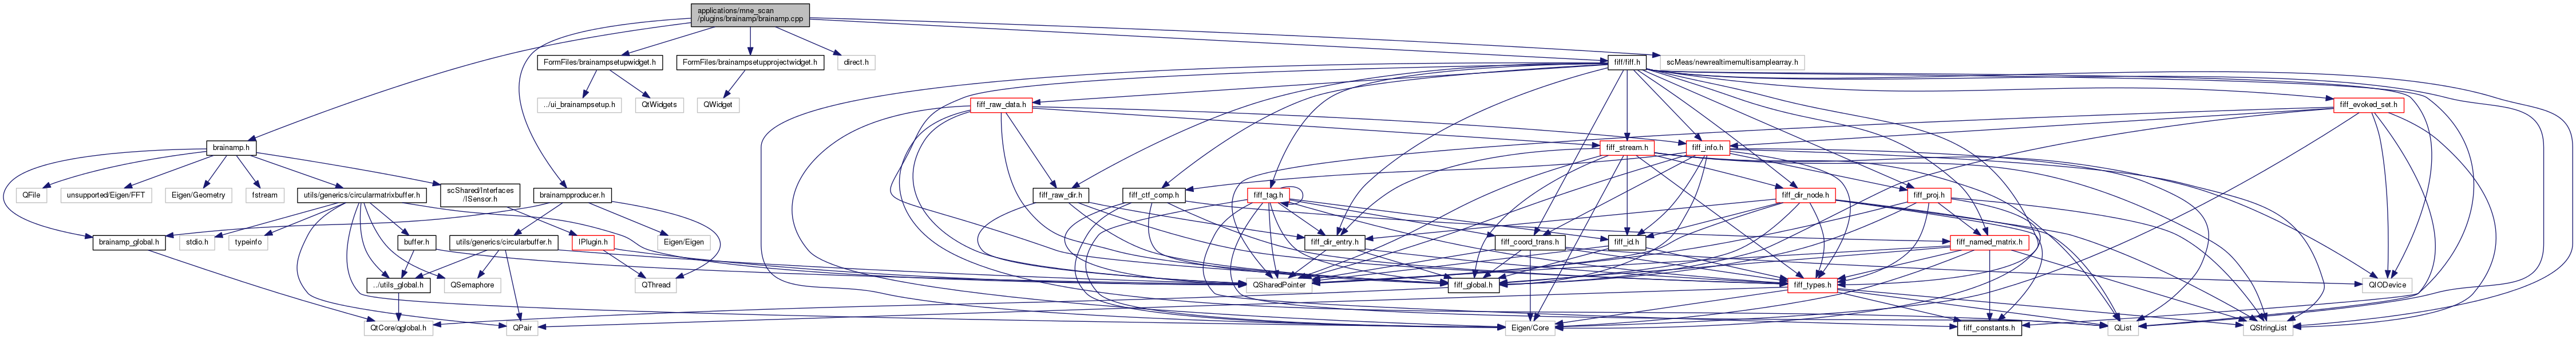 applications/mne_scan
/plugins/brainamp/brainamp.cpp
FormFiles/brainampsetupwidget.h
FormFiles/brainampsetupprojectwidget.h
direct.h
fiff/fiff.h
scMeas/newrealtimemultisamplearray.h
../ui_brainampsetup.h
QtWidgets
QWidget
fiff_raw_data.h
fiff_evoked_set.h
brainamp.h
fiff_stream.h
fiff_info.h
QFile
unsupported/Eigen/FFT
Eigen/Geometry
fstream
utils/generics/circularmatrixbuffer.h
scShared/Interfaces
/ISensor.h
brainampproducer.h
fiff_raw_dir.h
fiff_ctf_comp.h
fiff_tag.h
fiff_dir_node.h
fiff_proj.h
brainamp_global.h
stdio.h
typeinfo
buffer.h
utils/generics/circularbuffer.h
IPlugin.h
Eigen/Eigen
fiff_dir_entry.h
fiff_coord_trans.h
fiff_id.h
fiff_named_matrix.h
../utils_global.h
QSemaphore
QThread
QSharedPointer
fiff_global.h
fiff_types.h
QIODevice
QtCore/qglobal.h
QPair
Eigen/Core
fiff_constants.h
QList
QStringList